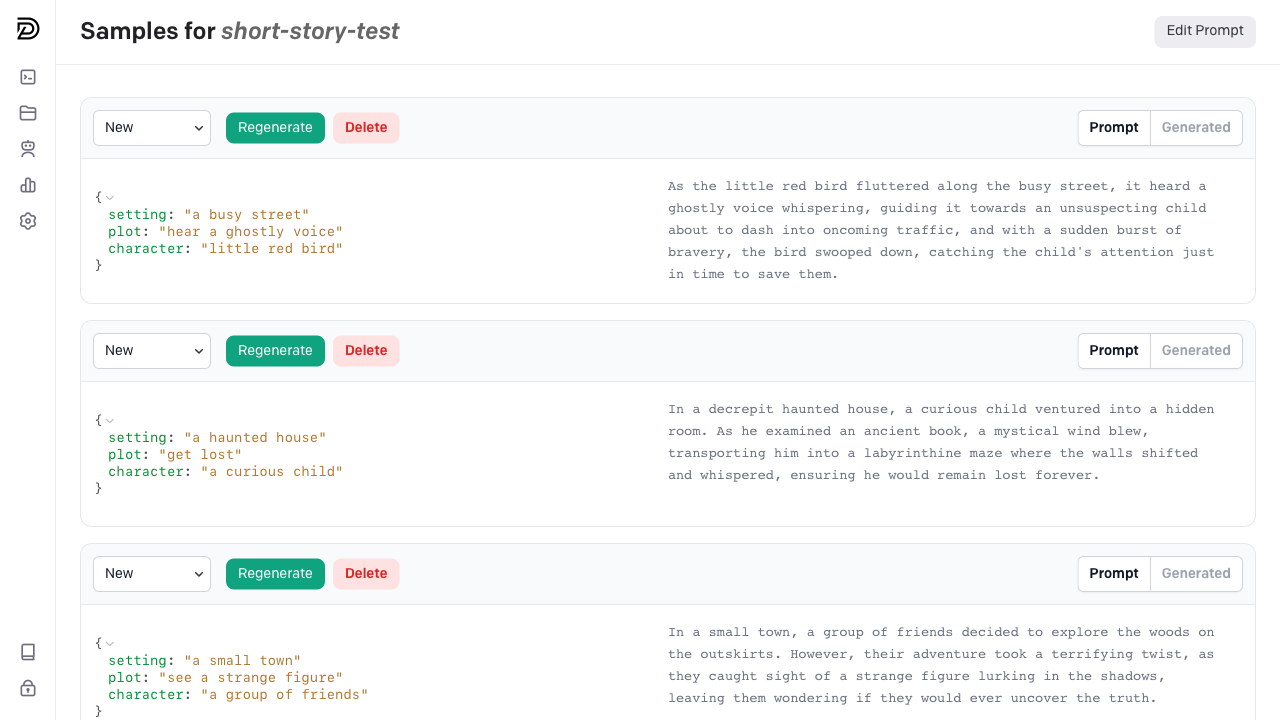 Samples for short-story-test
Edit Prompt
New
Regenerate
Delete
Prompt
Generated
{
setting: "a busy street"
plot: "hear a ghostly voice"
character: "little red bird"
}
As the little red bird fluttered along the busy street, it heard a
ghostly voice whispering, guiding it towards an unsuspecting child
about to dash into oncoming traffic, and with a sudden burst of
bravery, the bird swooped down, catching the child's attention just
in time to save them.
New
Regenerate
Delete
Prompt
Generated
{
setting: "a haunted house"
plot: "get lost"
character: "a curious child"
}
In a decrepit haunted house, a curious child ventured into a hidden
room. As he examined an ancient book, a mystical wind blew,
transporting him into a labyrinthine maze where the walls shifted
and whispered, ensuring he would remain lost forever.
New
Regenerate
Delete
Prompt
Generated
{
setting: "a small town"
plot: "see a strange figure"
character: "a group of friends"
}
In a small town, a group of friends decided to explore the woods on
the outskirts. However, their adventure took a terrifying twist, as
they caught sight of a strange figure lurking in the shadows,
leaving them wondering if they would ever uncover the truth.